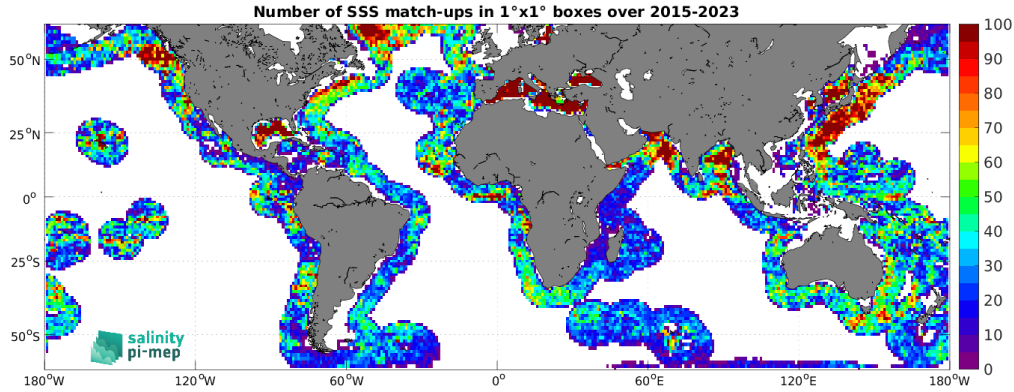 Number of SSS match-ups in 1°x1° boxes over 2015-2023
50°N
25°N
0°
25°S
50°S
180°W
120°W
60°W
0°
60°E
120°E
180°W
100
90
80
70
60
50
40
30
20
10
0
salinity
pi-mep